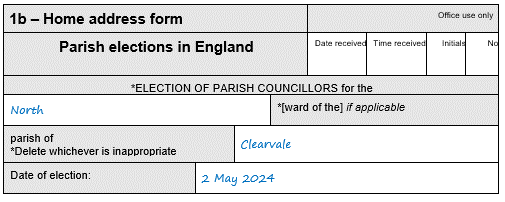 1b – Home address form
Office use only
Parish elections in England
Date received Time received Initials No
*ELECTION OF PARISH COUNCILLORS for the
North
*[ward of the] if applicable
parish of
*Delete whichever is inappropriate
Clearvale
Date of election:
2 May 2024